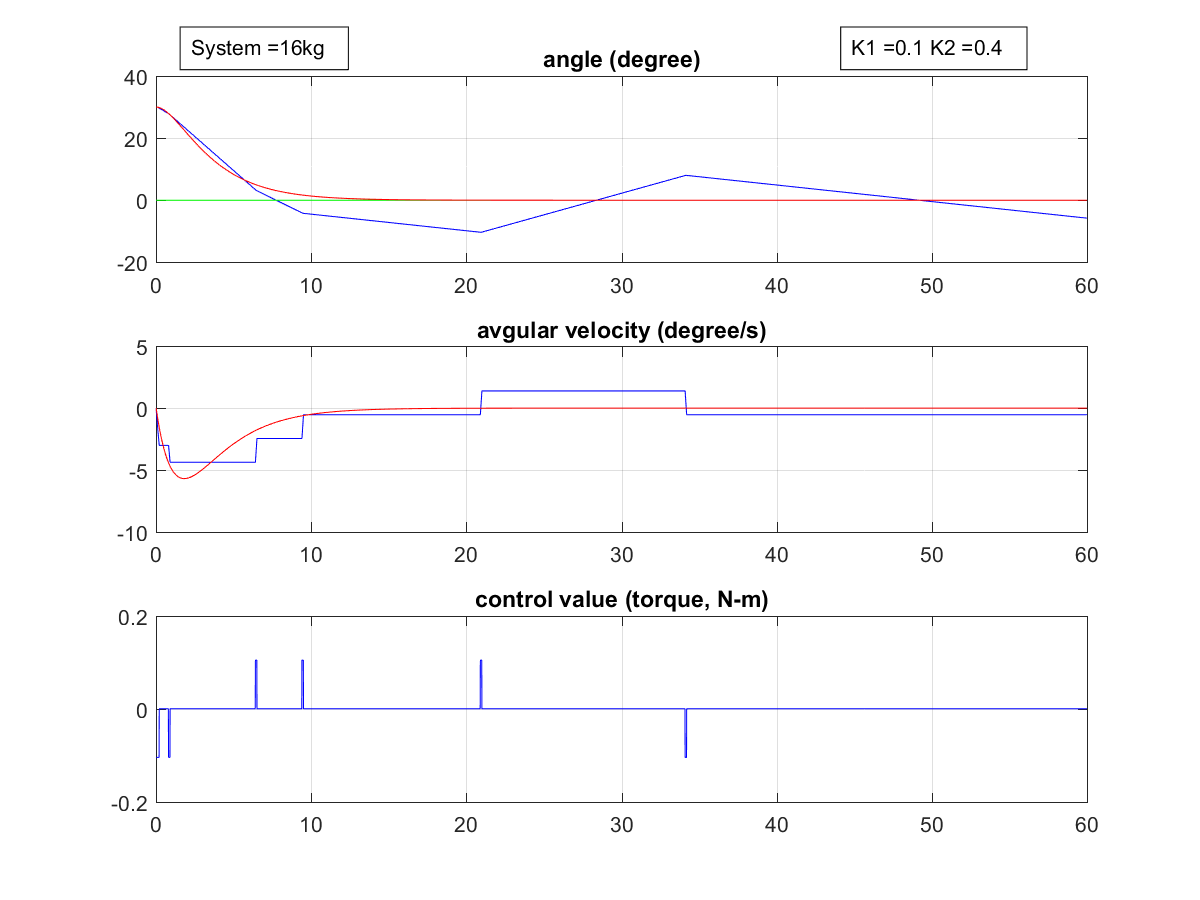 System =16kg
K1 =0.1 K2 =0.4
angle (degree)
40
20
0
-20
0 10 20 30 40 50 60
avgular velocity (degree/s)
5
0
-5
-10
0 10 20 30 40 50 60
control value (torque, N-m)
0.2
0
-0.2
0 10 20 30 40 50 60